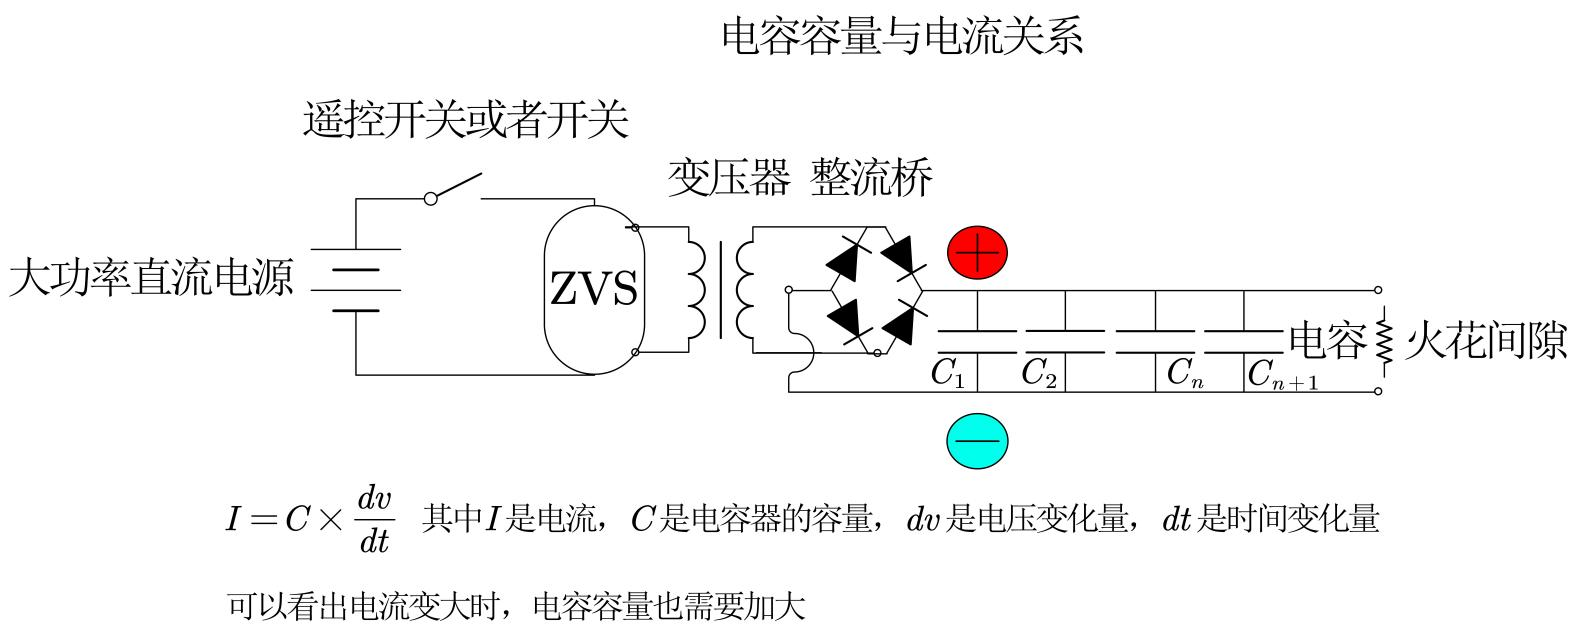 电容容量与电流关系
遥控开关或者开关
变压器 整流桥
大功率直流电源
ZVS
电容
火花间隙
C₁
C₂
Cₙ
Cₙ₊₁
I = C × dv/dt 其中I是电流，C是电容器的容量，dv是电压变化量，dt是时间变化量
可以看出电流变大时，电容容量也需要加大